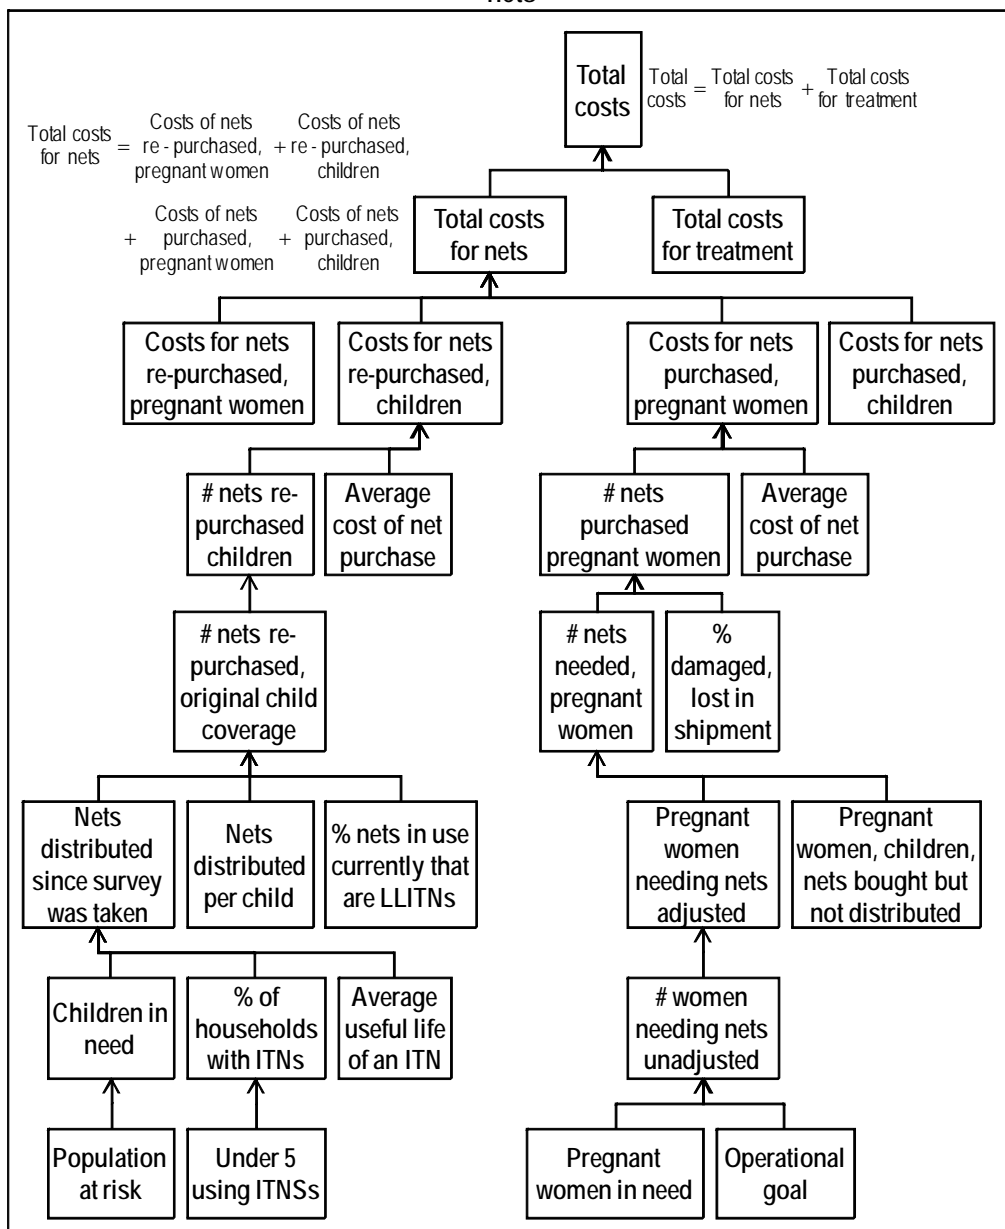 nets
Total
costs
Total costs = Total costs for nets + Total costs for treatment
Total costs for nets = Costs of nets re - purchased, pregnant women + Costs of nets re - purchased, children
+ Costs of nets purchased, pregnant women + Costs of nets purchased, children
Total costs
for nets
Total costs
for treatment
Costs for nets
re-purchased,
pregnant women
Costs for nets
re-purchased,
children
Costs for nets
purchased,
pregnant women
Costs for nets
purchased,
children
# nets re-
purchased
children
Average
cost of net
purchase
# nets
purchased
pregnant women
Average
cost of net
purchase
# nets re-
purchased,
original child
coverage
# nets
needed,
pregnant
women
%
damaged,
lost in
shipment
Nets
distributed
since survey
was taken
Nets
distributed
per child
% nets in use
currently that
are LLITNs
Pregnant
women
needing nets
adjusted
Pregnant
women, children,
nets bought but
not distributed
Children in
need
% of
households
with ITNs
Average
useful life
of an ITN
# women
needing nets
unadjusted
Population
at risk
Under 5
using ITNSs
Pregnant
women in need
Operational
goal